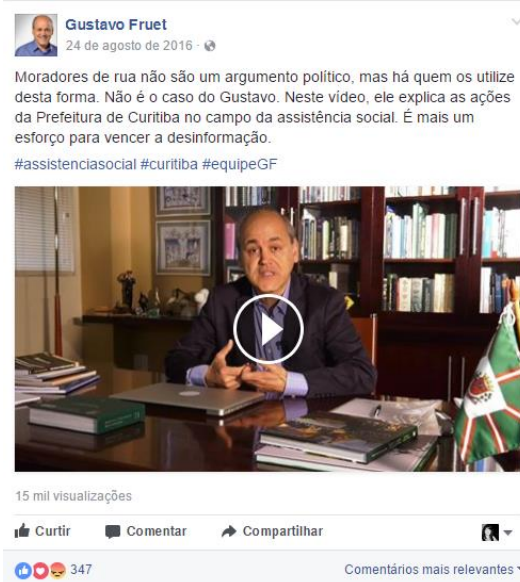 Gustavo Fruet
24 de agosto de 2016 ·
Moradores de rua não são um argumento político, mas há quem os utilize
desta forma. Não é o caso do Gustavo. Neste vídeo, ele explica as ações
da Prefeitura de Curitiba no campo da assistência social. É mais um
esforço para vencer a desinformação.
#assistenciasocial #curitiba #equipeGF
15 mil visualizações
Curtir Comentar Compartilhar
347 Comentários mais relevantes